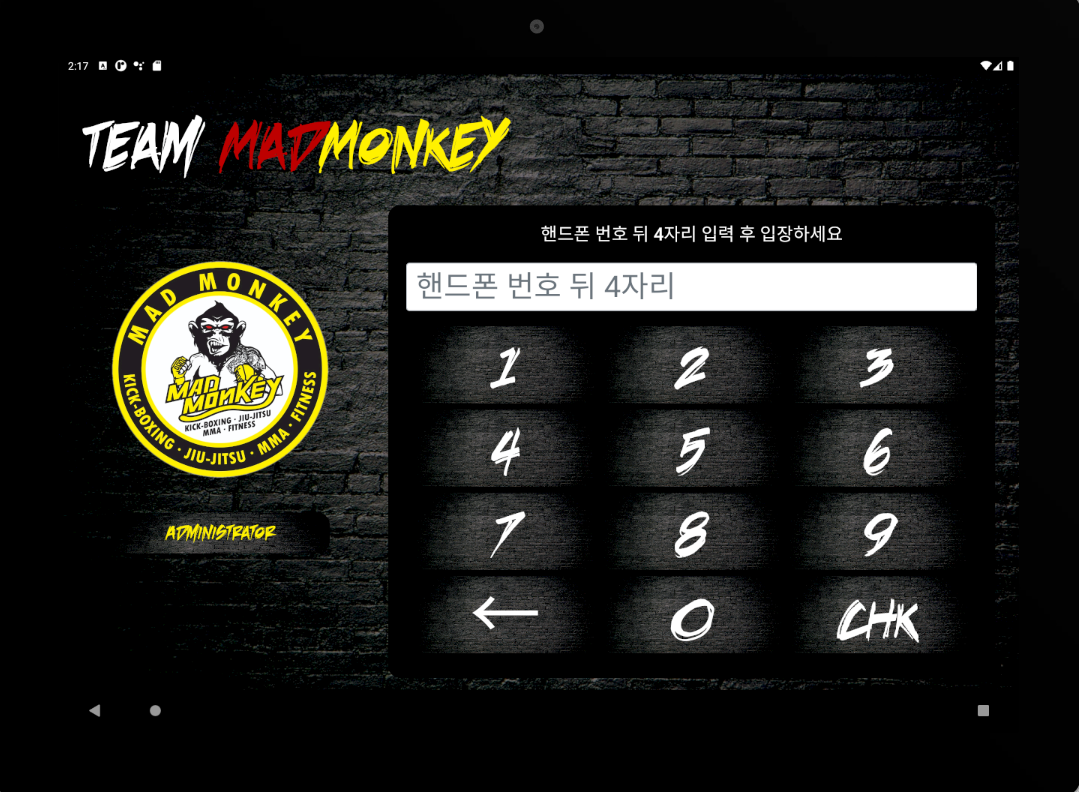 2:17
TEAM MADMONKEY
핸드폰 번호 뒤 4자리 입력 후 입장하세요
핸드폰 번호 뒤 4자리
MAD MONKEY
MAD MONKEY
KICK-BOXING · JIU-JITSU
MMA · FITNESS
KICK-BOXING · JIU-JITSU · MMA · FITNESS
ADMINISTRATOR
1 2 3
4 5 6
7 8 9
← 0 CHK